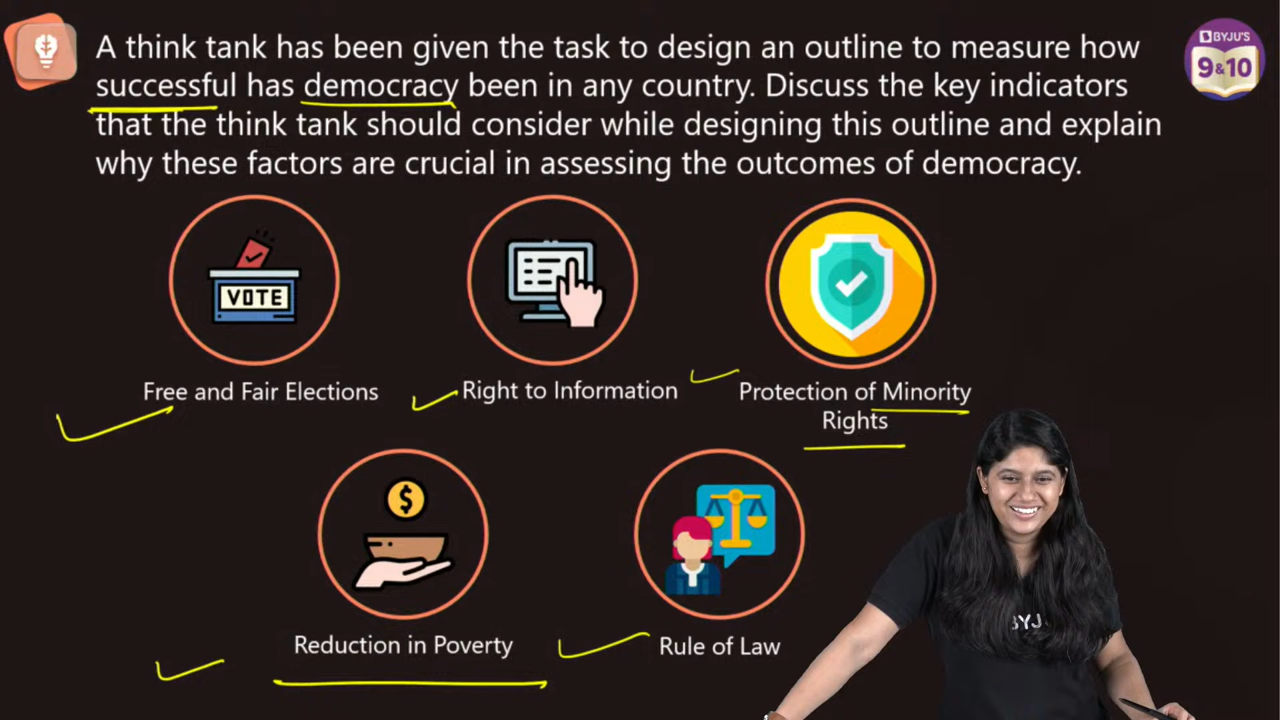 A think tank has been given the task to design an outline to measure how
successful has democracy been in any country. Discuss the key indicators
that the think tank should consider while designing this outline and explain
why these factors are crucial in assessing the outcomes of democracy.
BYJU'S
9&10
VOTE
Free and Fair Elections
Right to Information
Protection of Minority
Rights
$
Reduction in Poverty
Rule of Law
BYJU